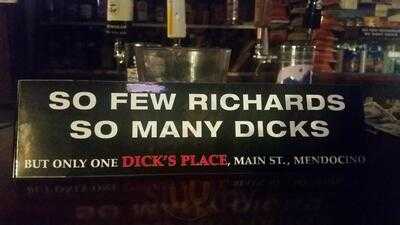 SO FEW RICHARDS
SO MANY DICKS
BUT ONLY ONE DICK'S PLACE, MAIN ST., MENDOCINO